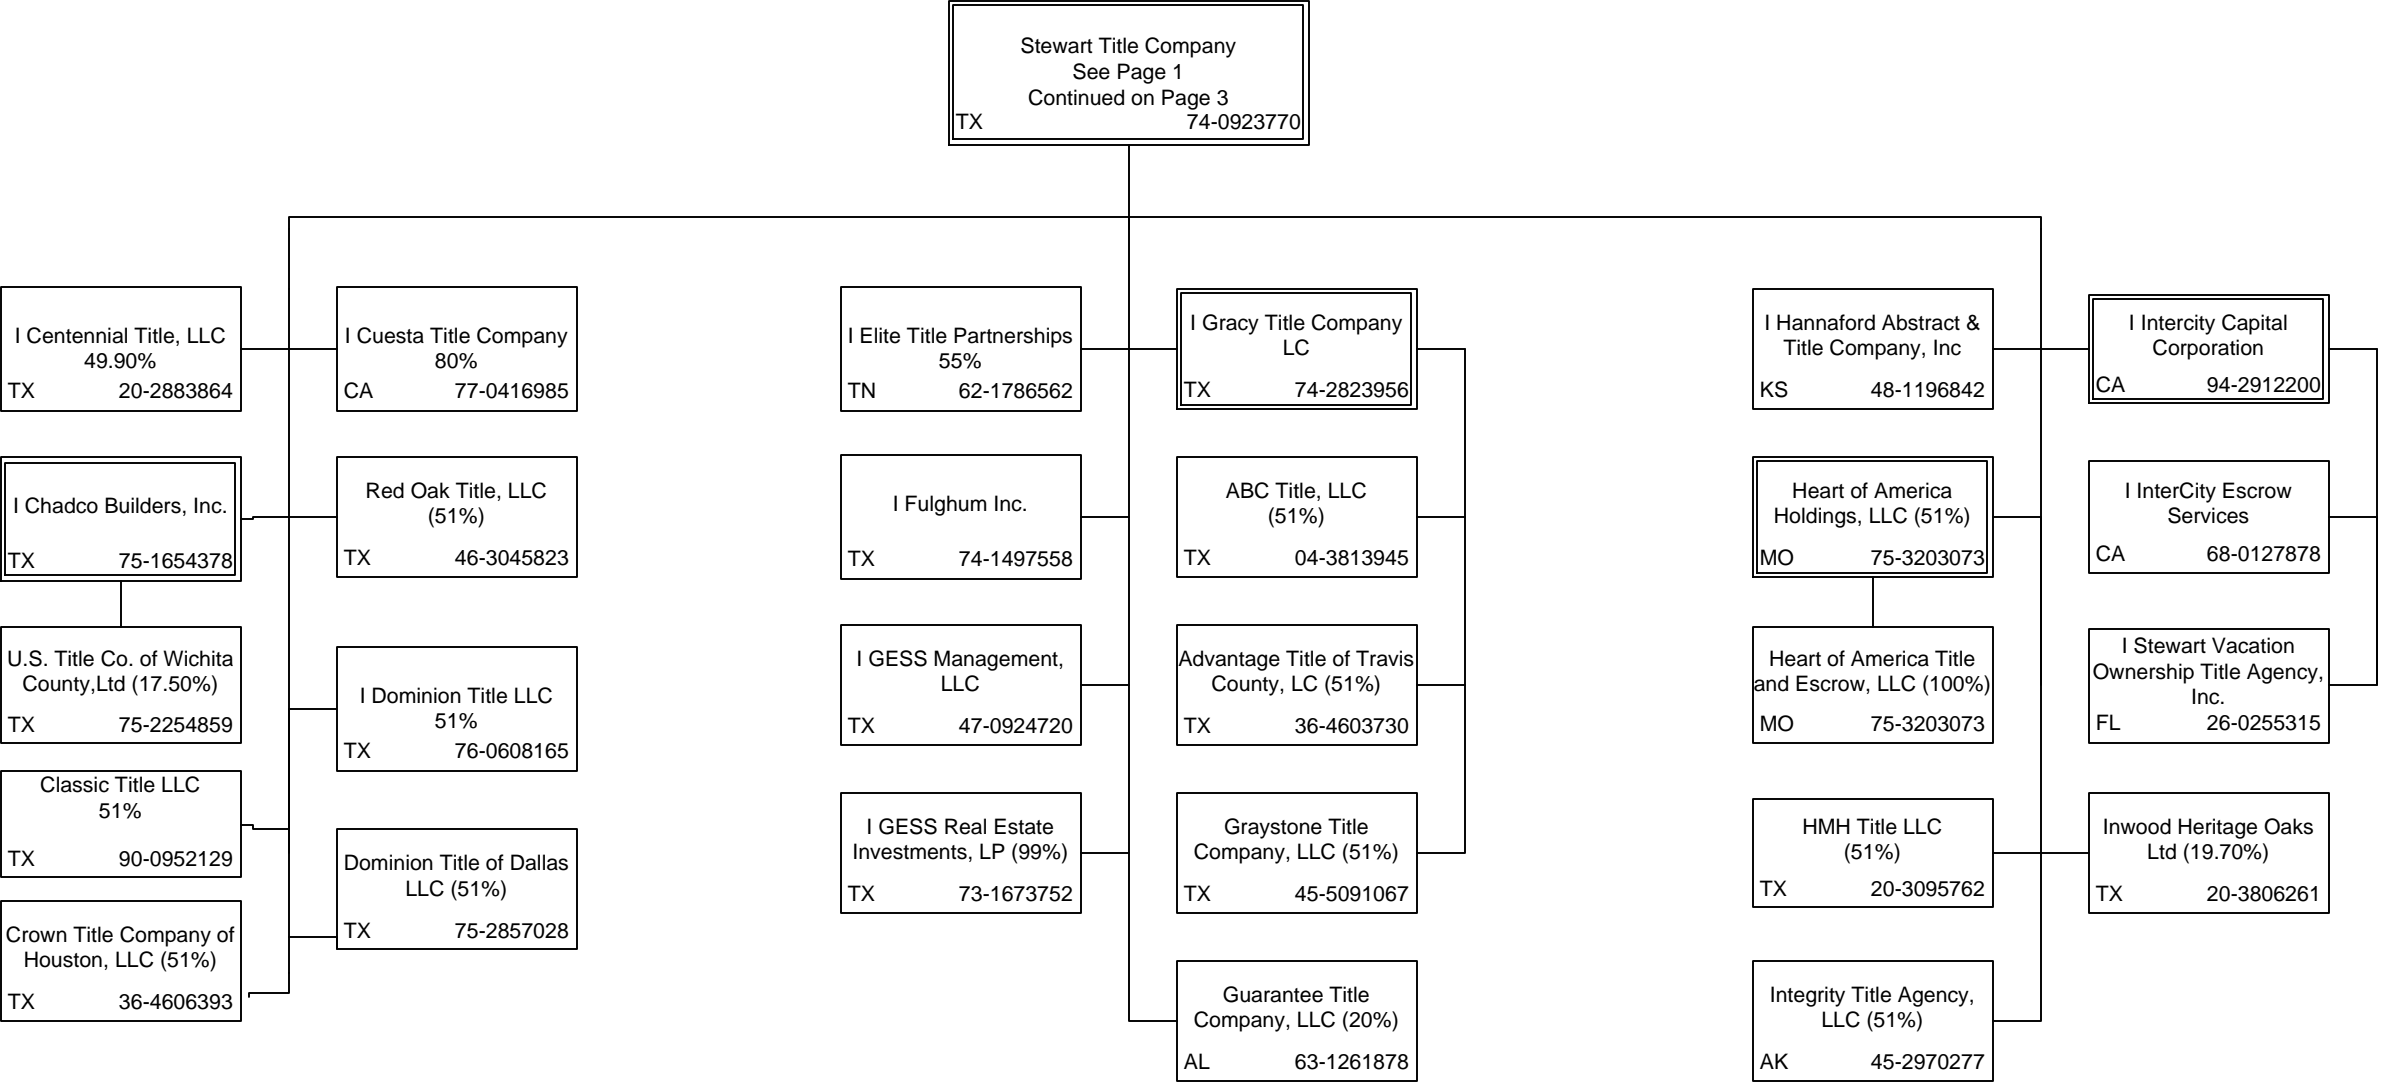 Stewart Title Company
See Page 1
Continued on Page 3
TX 74-0923770
I Centennial Title, LLC
49.90%
TX 20-2883864
I Chadco Builders, Inc.
TX 75-1654378
U.S. Title Co. of Wichita
County,Ltd (17.50%)
TX 75-2254859
Classic Title LLC
51%
TX 90-0952129
Crown Title Company of
Houston, LLC (51%)
TX 36-4606393
I Cuesta Title Company
80%
CA 77-0416985
Red Oak Title, LLC
(51%)
TX 46-3045823
I Dominion Title LLC
51%
TX 76-0608165
Dominion Title of Dallas
LLC (51%)
TX 75-2857028
I Elite Title Partnerships
55%
TN 62-1786562
I Fulghum Inc.
TX 74-1497558
I GESS Management,
LLC
TX 47-0924720
I GESS Real Estate
Investments, LP (99%)
TX 73-1673752
I Gracy Title Company
LC
TX 74-2823956
ABC Title, LLC
(51%)
TX 04-3813945
Advantage Title of Travis
County, LC (51%)
TX 36-4603730
Graystone Title
Company, LLC (51%)
TX 45-5091067
Guarantee Title
Company, LLC (20%)
AL 63-1261878
I Hannaford Abstract &
Title Company, Inc
KS 48-1196842
Heart of America
Holdings, LLC (51%)
MO 75-3203073
Heart of America Title
and Escrow, LLC (100%)
MO 75-3203073
HMH Title LLC
(51%)
TX 20-3095762
Integrity Title Agency,
LLC (51%)
AK 45-2970277
I Intercity Capital
Corporation
CA 94-2912200
I InterCity Escrow
Services
CA 68-0127878
I Stewart Vacation
Ownership Title Agency,
Inc.
FL 26-0255315
Inwood Heritage Oaks
Ltd (19.70%)
TX 20-3806261